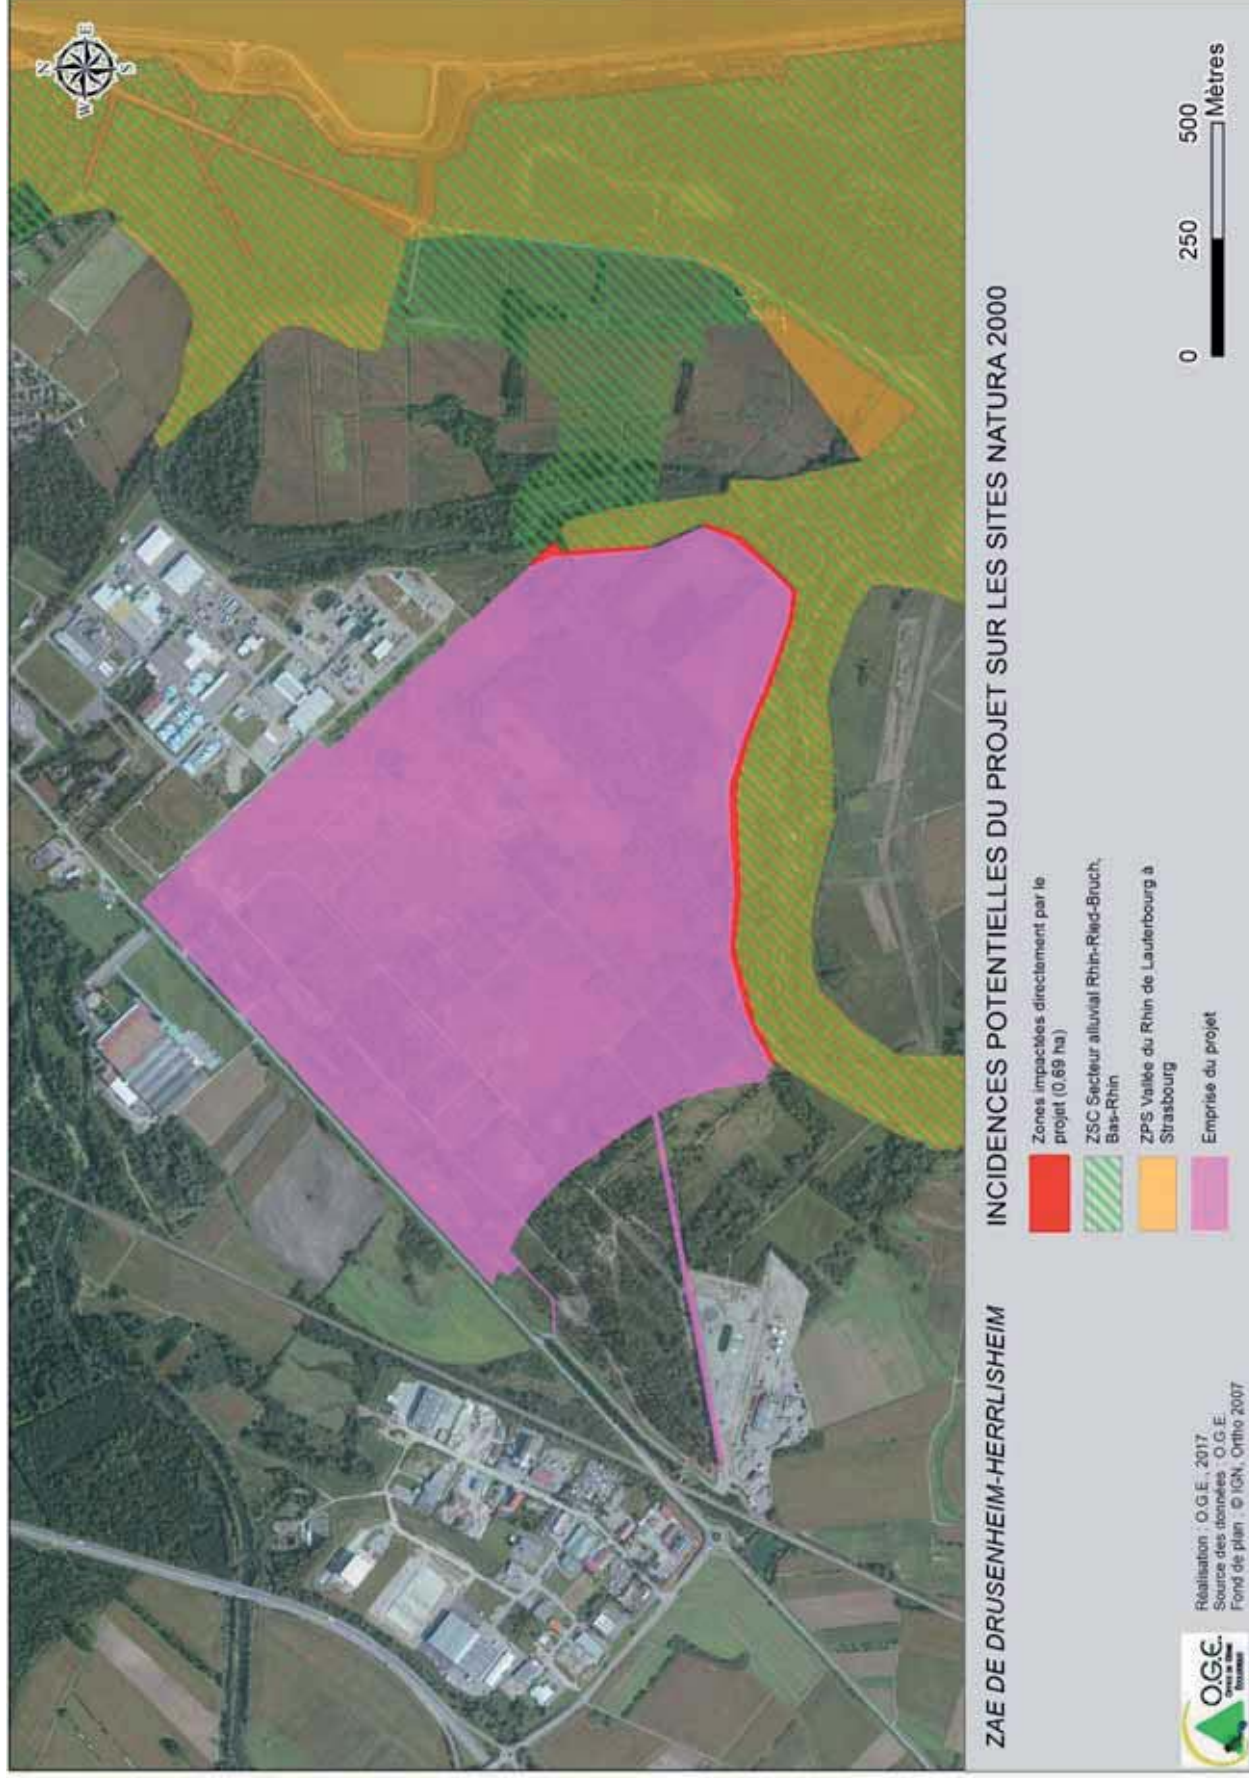 N
E
S
W
ZAE DE DRUSENHEIM-HERRLISHEIM
INCIDENCES POTENTIELLES DU PROJET SUR LES SITES NATURA 2000
Zones impactées directement par le
projet (0,69 ha)
ZSC Secteur alluvial Rhin-Ried-Bruch,
Bas-Rhin
ZPS Vallée du Rhin de Lauterbourg à
Strasbourg
Emprise du projet
0 250 500
Mètres
O.G.E.
Réalisation : O.G.E., 2017
Source des données : O.G.E.
Fond de plan : © IGN, Ortho 2007